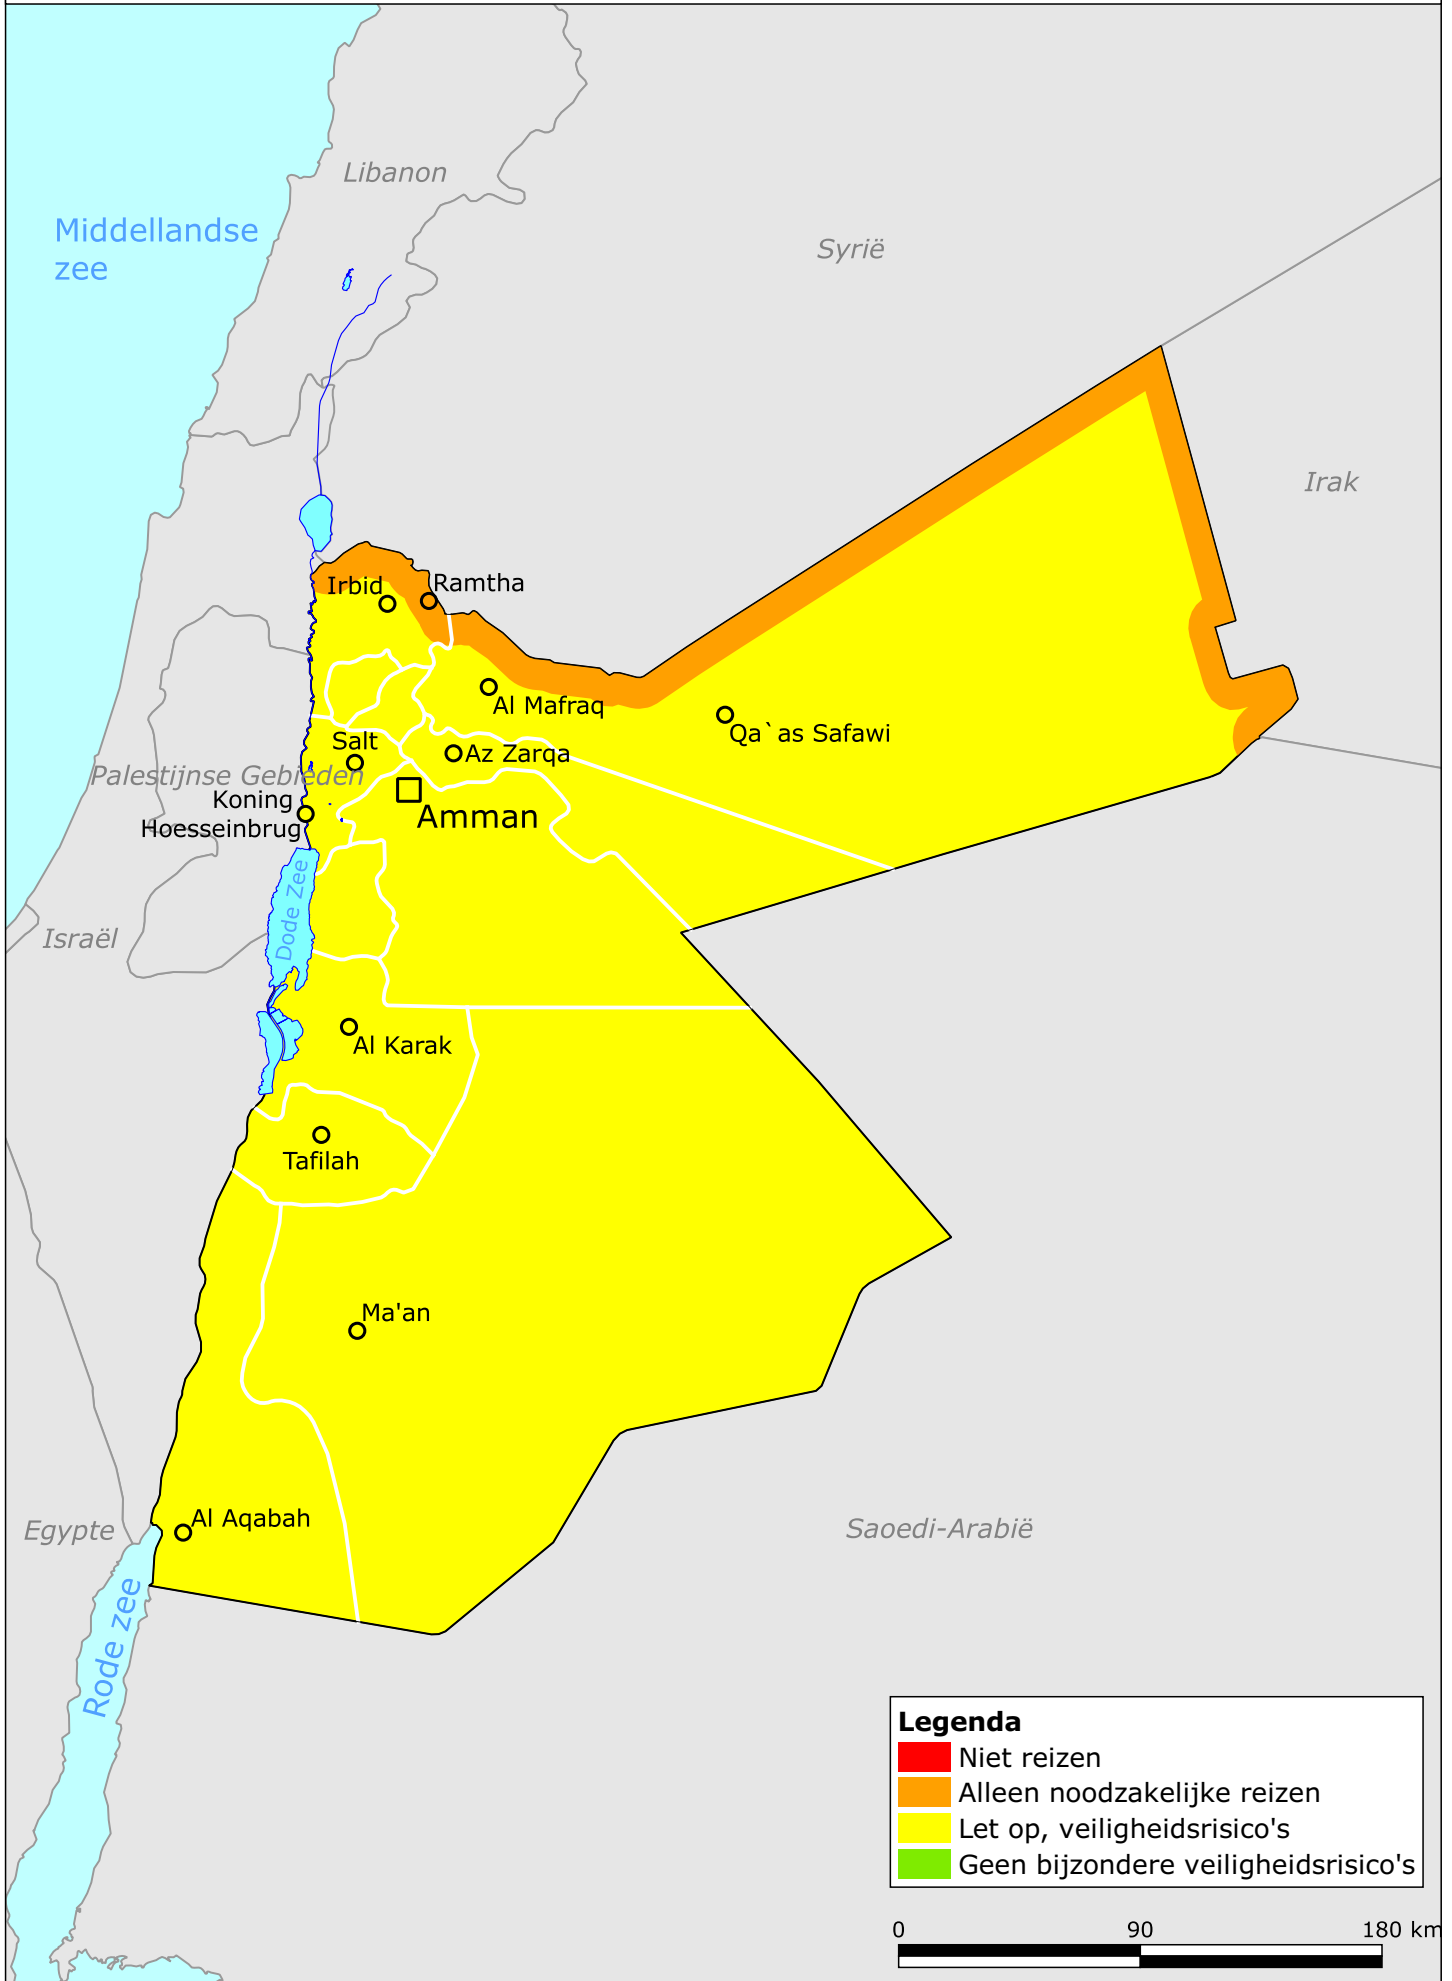 Libanon
Middellandse
zee
Syrië
Irak
Irbid
Ramtha
Al Mafraq
Qa`as Safawi
Salt
Az Zarqa
Palestijnse Gebieden
Koning
Hoesseinbrug
Amman
Dode Zee
Israël
Al Karak
Tafilah
Ma'an
Al Aqabah
Egypte
Saoedi-Arabië
Rode zee
Legenda
Niet reizen
Alleen noodzakelijke reizen
Let op, veiligheidsrisico's
Geen bijzondere veiligheidsrisico's
0 90 180 km